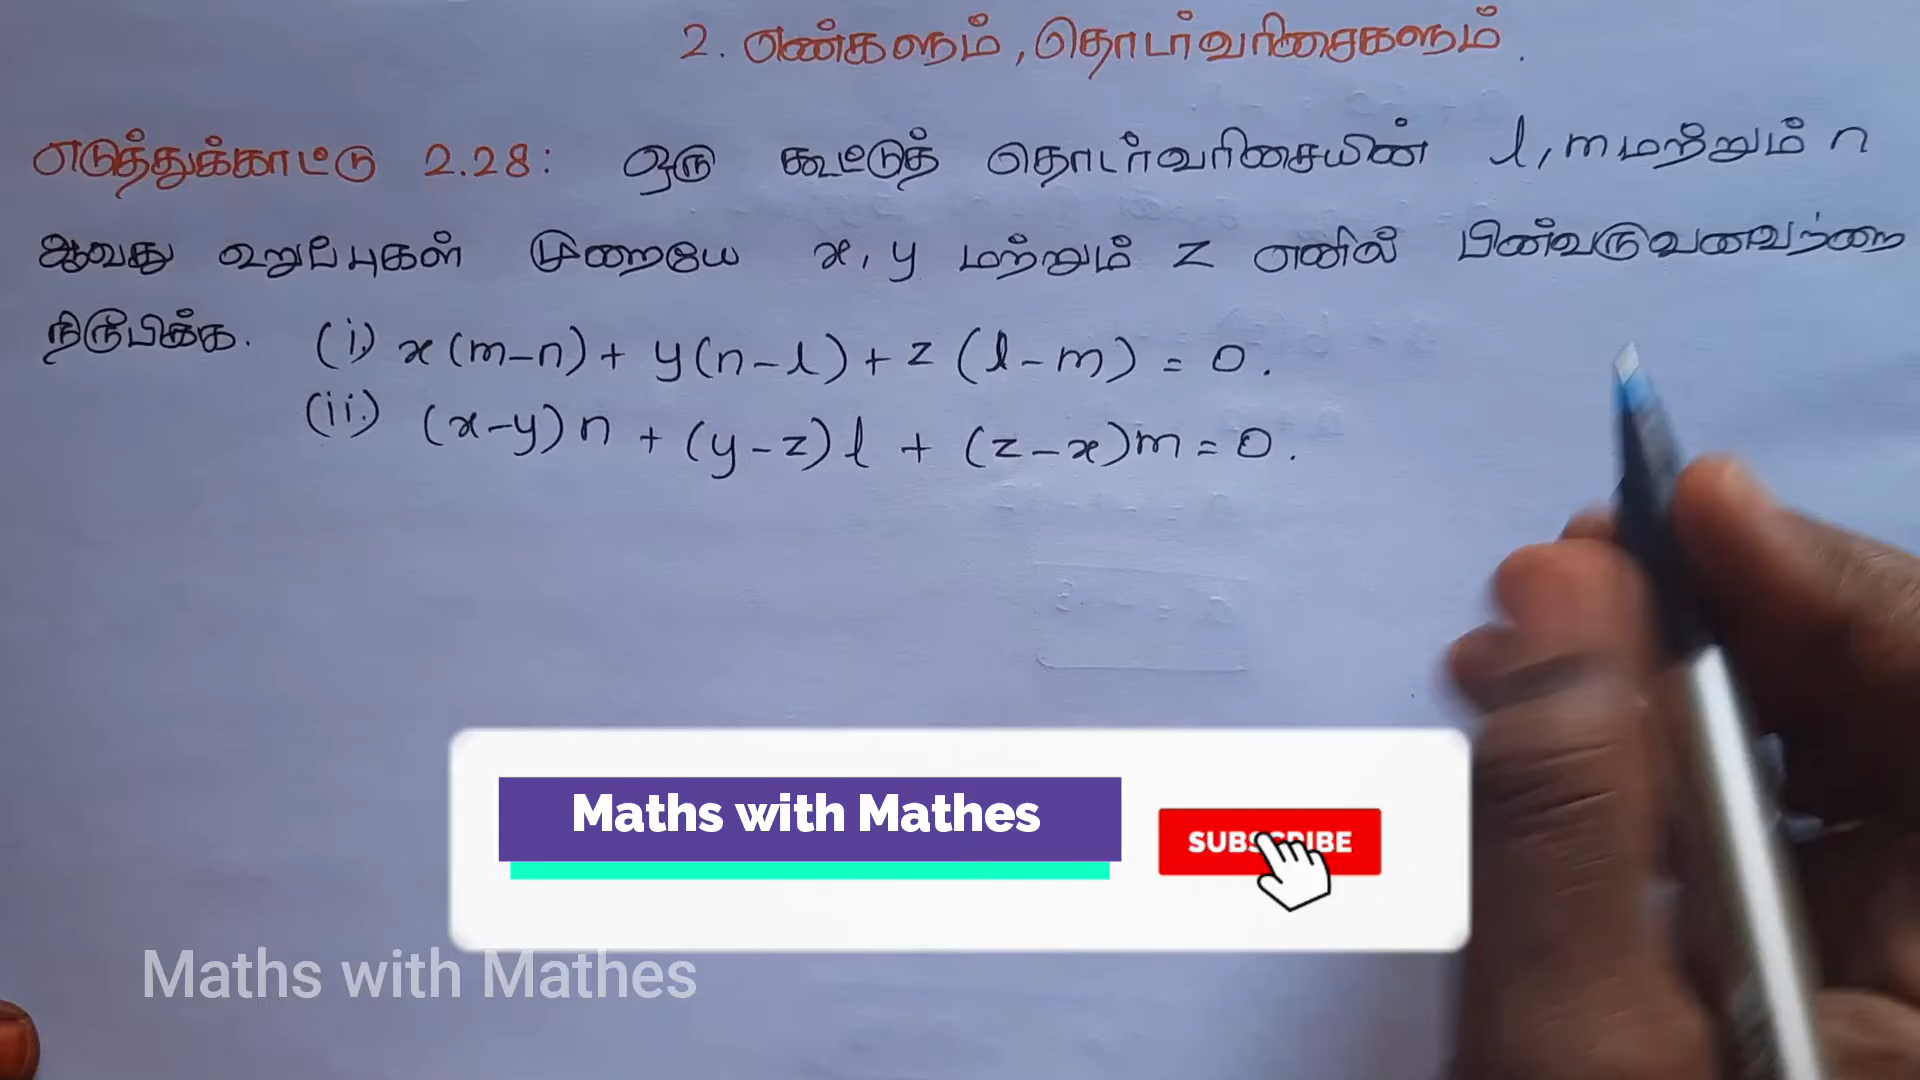 2. எண்களும், தொடர்வரிசைகளும்.
எடுத்துக்காட்டு 2.28: ஒரு கூட்டுத் தொடர்வரிசையின் l, m மற்றும் n
ஆவது உறுப்புகள் முறையே x, y மற்றும் z எனில் பின்வருவனவற்றை
நிரூபிக்க. (i) x(m-n)+ y(n-l)+z (l-m) = 0.
(ii) (x-y)n + (y-z)l + (z-x)m=0.
Maths with Mathes
SUBSCRIBE
Maths with Mathes